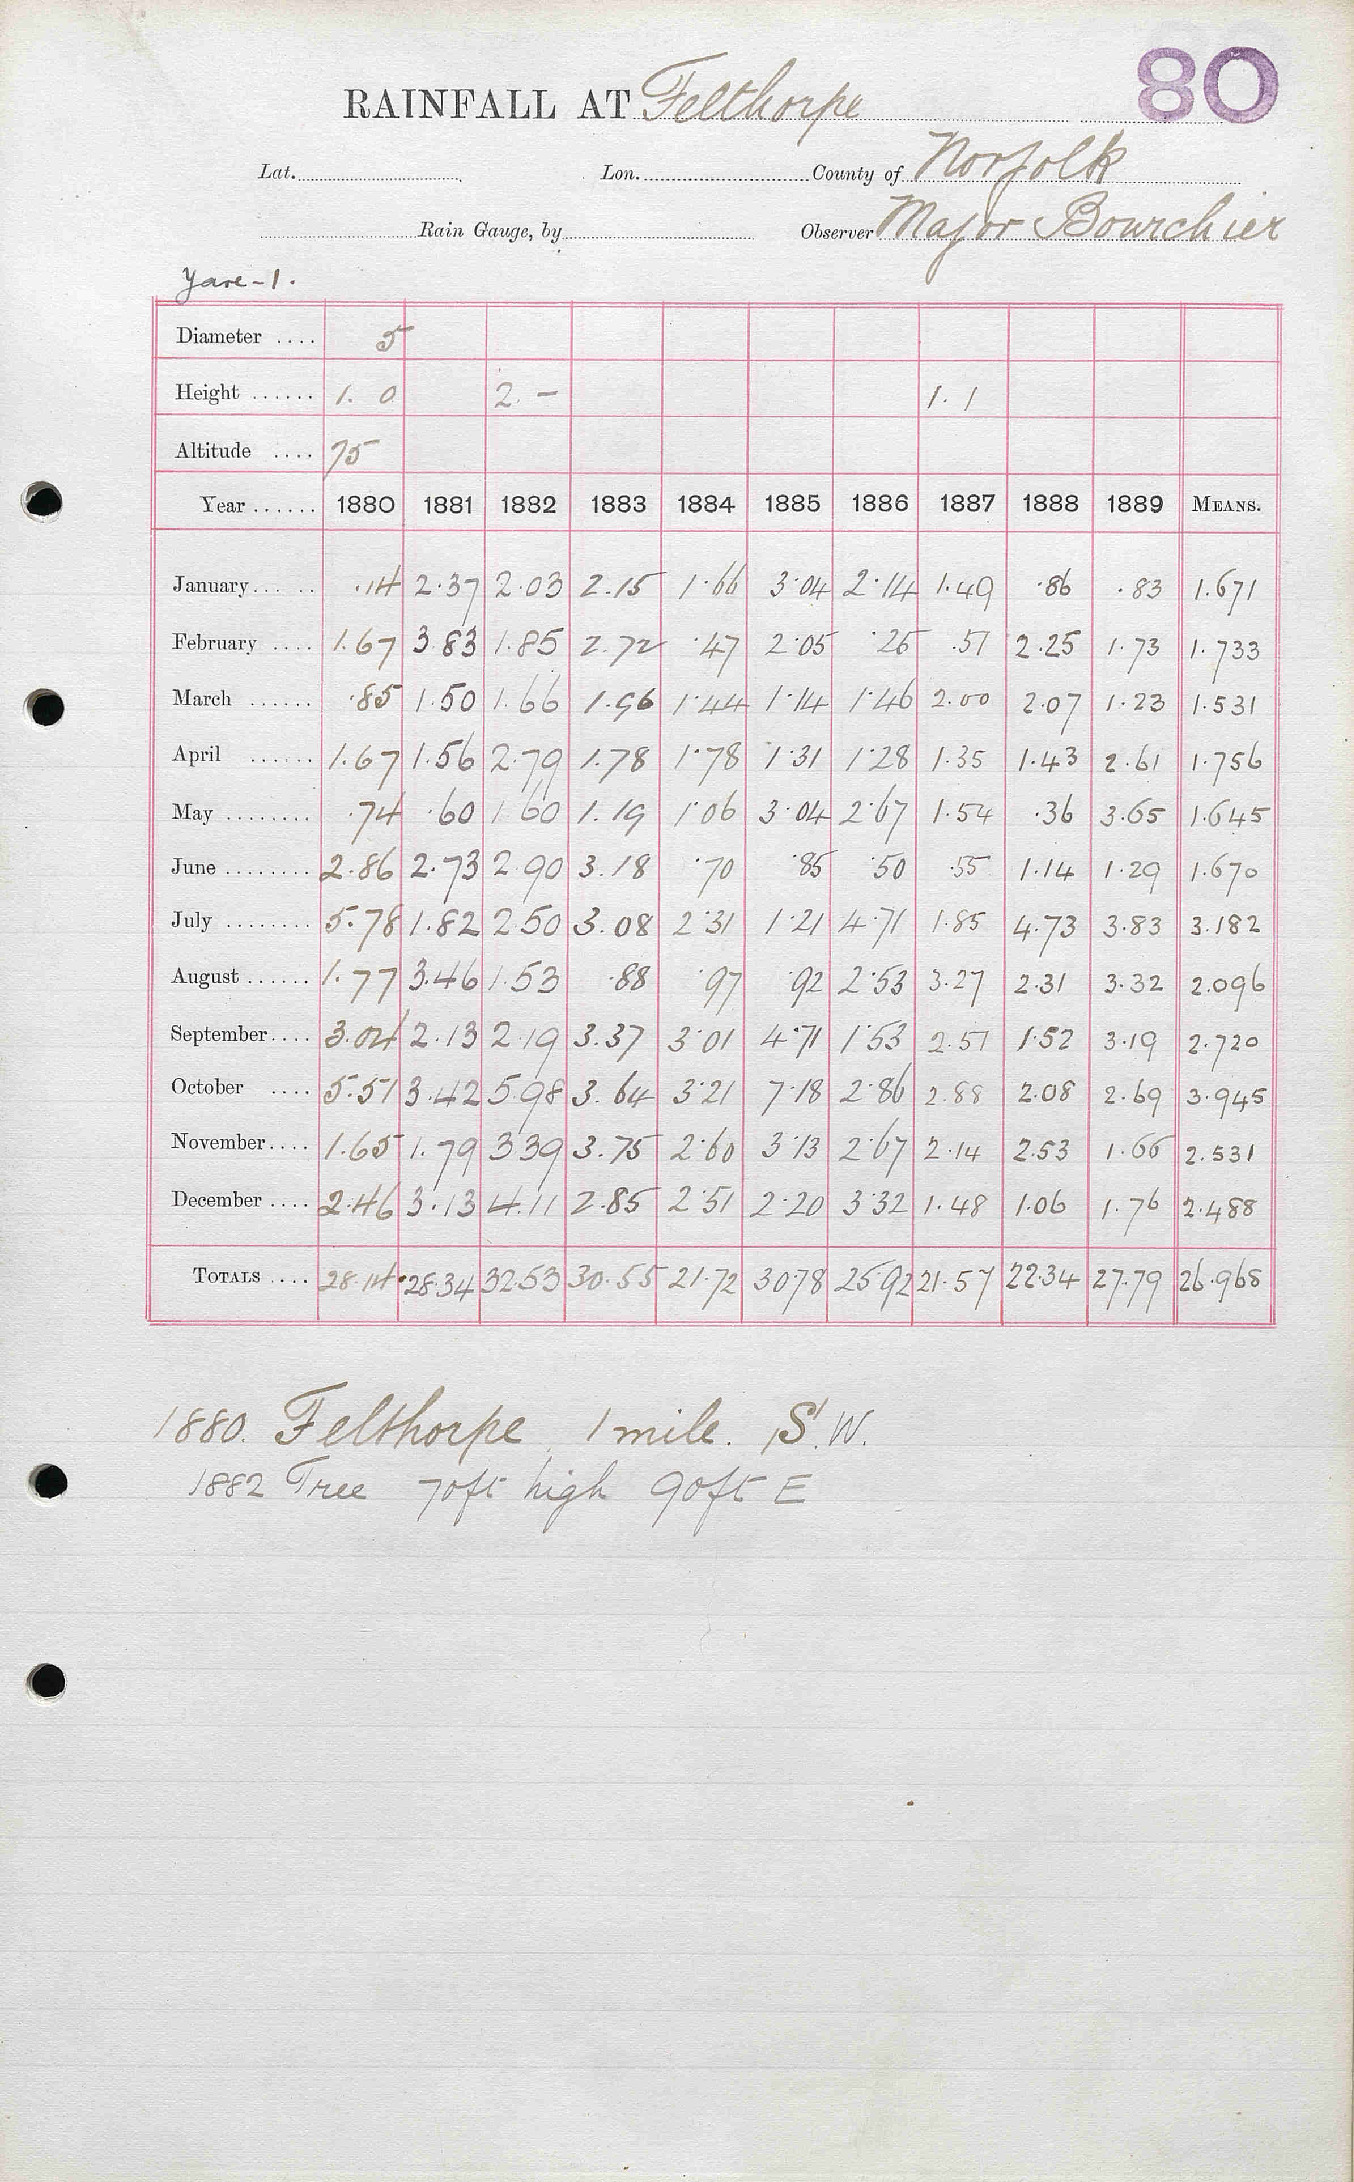 80
RAINFALL AT Felthorpe
Lat. Lon. County of Norfolk
Rain Gauge, by Observer Major Bourchier
Yare-1.
Diameter .... 5
Height ...... 1. 0 2. - 1. 1
Altitude .... 75
Year ...... 1880 1881 1882 1883 1884 1885 1886 1887 1888 1889 MEANS.
January...... .14 2.37 2.03 2.15 1.66 3.04 2.14 1.49 .86 .83 1.671
February .... 1.67 3.83 1.85 2.72 .47 2.05 .26 .51 2.25 1.73 1.733
March ...... .85 1.50 1.66 1.96 1.44 1.14 1.46 2.00 2.07 1.23 1.531
April ...... 1.67 1.56 2.79 1.78 1.78 1.31 1.28 1.35 1.43 2.61 1.756
May ........ .74 .60 1.60 1.19 1.06 3.04 2.67 1.54 .36 3.65 1.645
June ........ 2.86 2.73 2.90 3.18 .70 .85 .50 .55 1.14 1.29 1.670
July ........ 5.78 1.82 2.50 3.08 2.31 1.21 4.71 1.85 4.73 3.83 3.182
August ...... 1.77 3.46 1.53 .88 .97 .92 2.53 3.27 2.31 3.32 2.096
September.... 3.04 2.13 2.19 3.37 3.01 4.71 1.53 2.51 1.52 3.19 2.720
October .... 5.51 3.42 5.98 3.64 3.21 7.18 2.86 2.88 2.08 2.69 3.945
November.... 1.65 1.79 3.39 3.75 2.60 3.13 2.67 2.14 2.53 1.66 2.531
December .... 2.46 3.13 4.11 2.85 2.51 2.20 3.32 1.48 1.06 1.76 2.488
TOTALS .... 28.14 28.34 32.53 30.55 21.72 30.78 25.92 21.57 22.34 27.79 26.968
1880. Felthorpe 1 mile. S.W.
1882 Tree 70ft high 90ft E